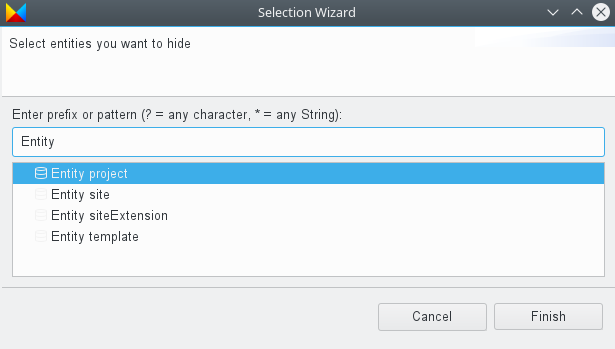 Selection Wizard
Select entities you want to hide
Enter prefix or pattern (? = any character, * = any String):
Entity
Entity project
Entity site
Entity siteExtension
Entity template
Cancel Finish